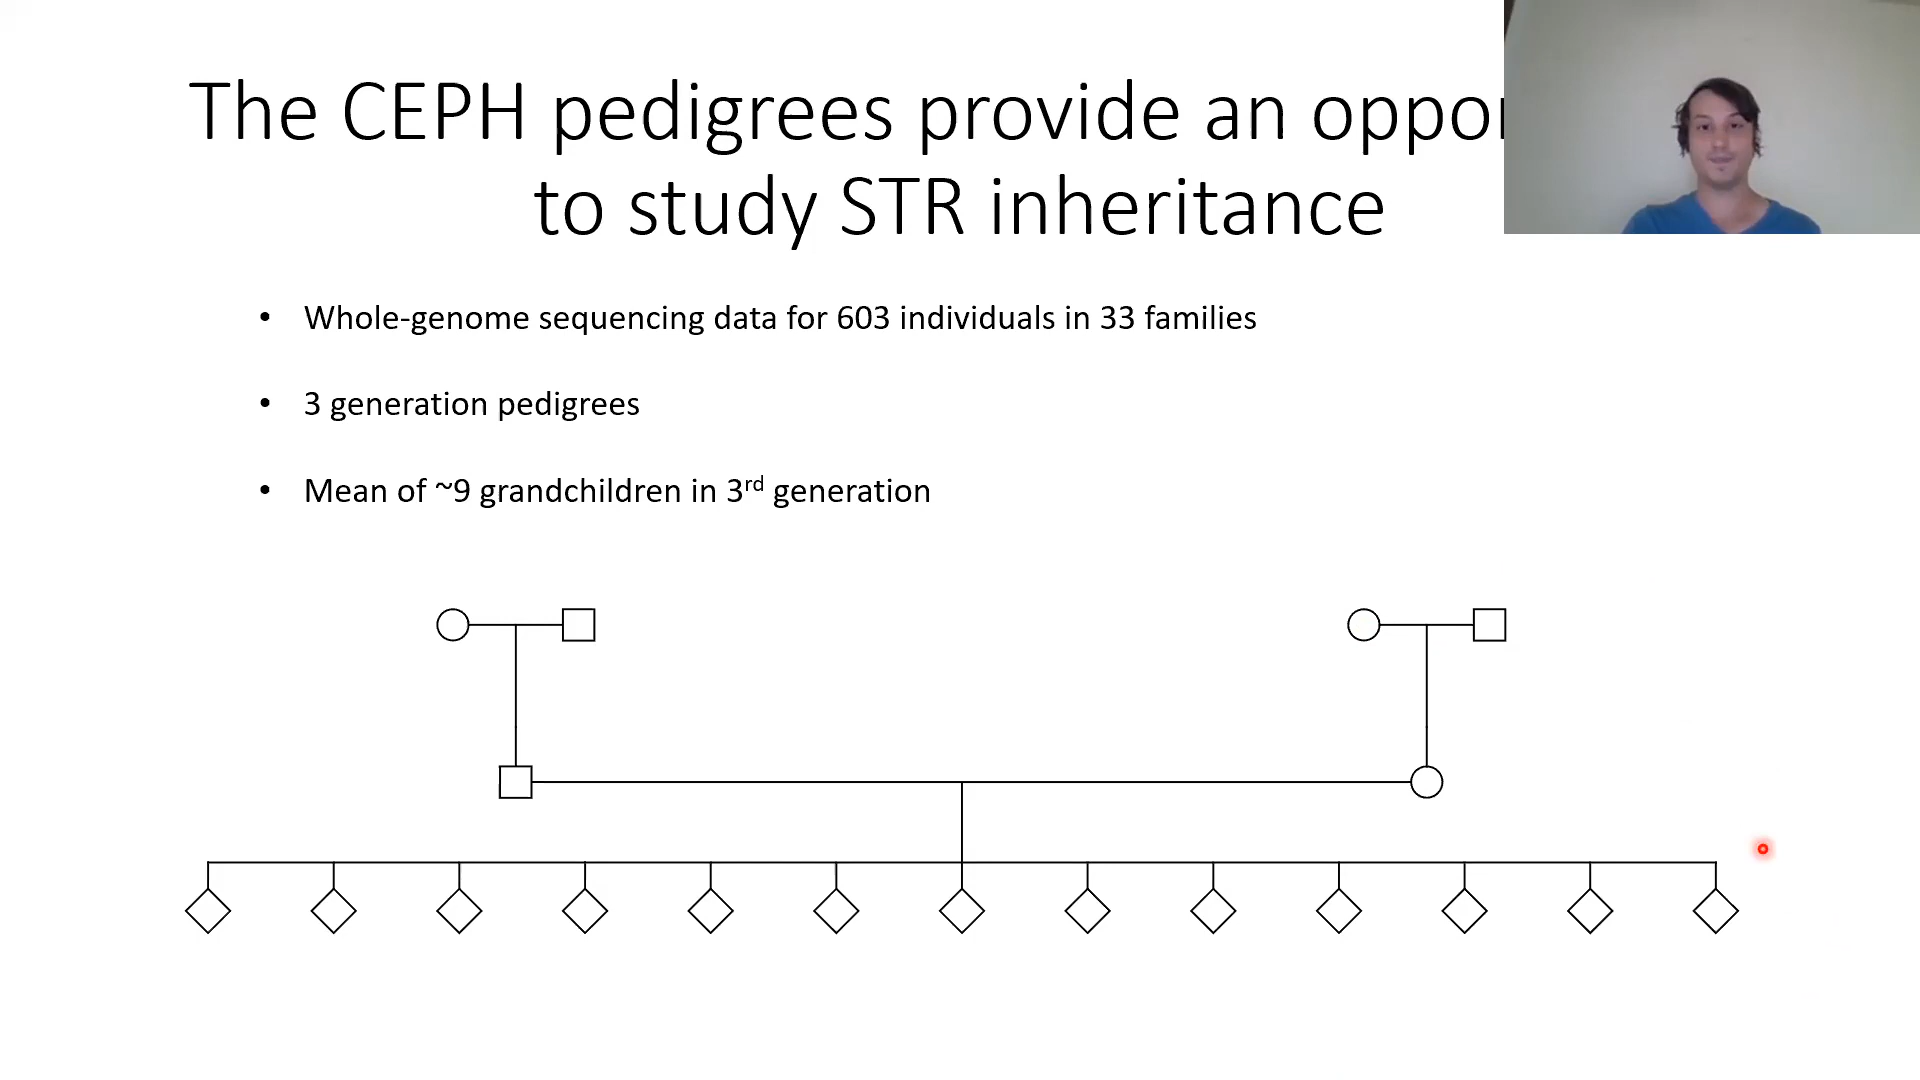 The CEPH pedigrees provide an
to study STR inheritance
• Whole-genome sequencing data for 603 individuals in 33 families
• 3 generation pedigrees
• Mean of ~9 grandchildren in 3rd generation